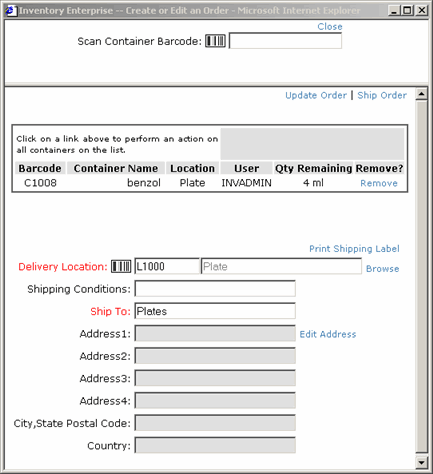 Inventory Enterprise -- Create or Edit an Order - Microsoft Internet Explorer
Close
Scan Container Barcode:
Update Order | Ship Order
Click on a link above to perform an action on
all containers on the list.
Barcode Container Name Location User Qty Remaining Remove?
C1008 benzol Plate INVADMIN 4 ml Remove
Print Shipping Label
Delivery Location: L1000 Plate Browse
Shipping Conditions:
Ship To: Plates
Address1: Edit Address
Address2:
Address3:
Address4:
City,State Postal Code:
Country: